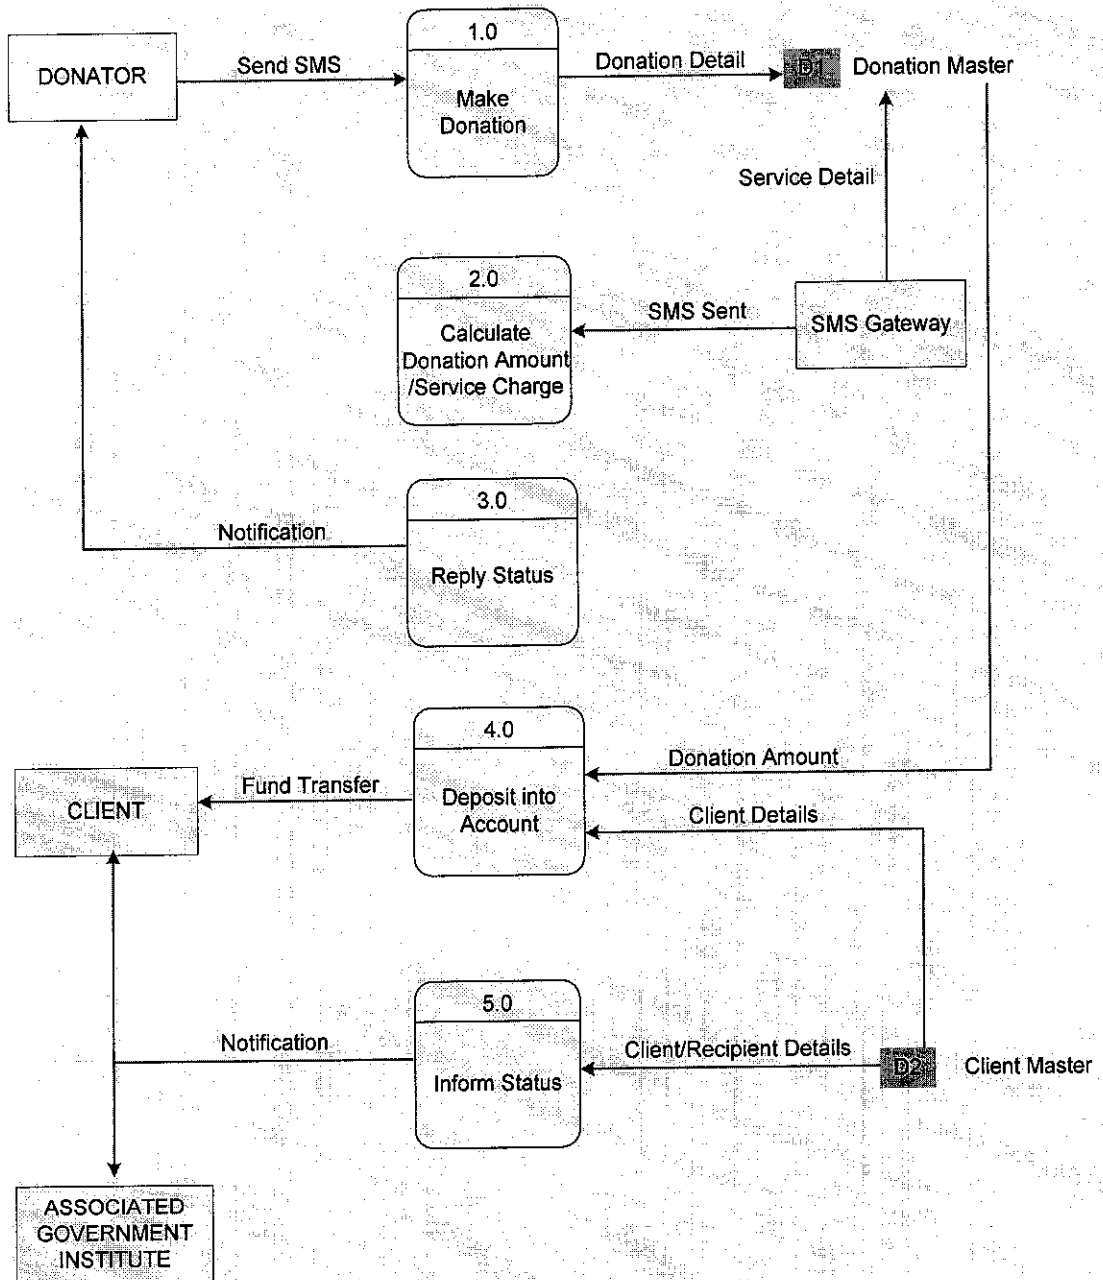 1.0
DONATOR
Send SMS
Make
Donation
Donation Detail
D1
Donation Master
Service Detail
2.0
Calculate
Donation Amount
/Service Charge
SMS Sent
SMS Gateway
3.0
Reply Status
Notification
4.0
Deposit into
Account
Donation Amount
Fund Transfer
CLIENT
Client Details
5.0
Inform Status
Notification
Client/Recipient Details
D2
Client Master
ASSOCIATED
GOVERNMENT
INSTITUTE